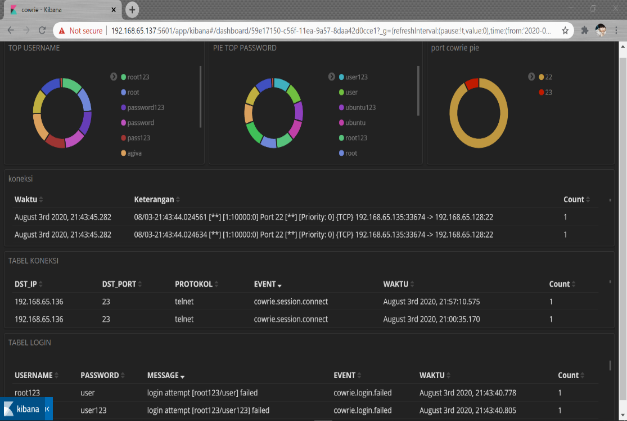 cowrie - Kibana
Not secure 192.168.65.137:5601/app/kibana#/dashboard/59e17150-c56f-11ea-9a57-8daa42d0cce1?_g=(refreshInterval:(pause:!t,value:0),time:(from:'2020-0...
TOP USERNAME PIE TOP PASSWORD port cowrie pie
root123 user123 22
root user 23
password123 ubuntu123
password ubuntu
pass123 root123
agiva root
koneksi
Waktu Keterangan Count
August 3rd 2020, 21:43:45.282 08/03-21:43:44.024561 [**] [1:10000:0] Port 22 [**] [Priority: 0] {TCP} 192.168.65.135:33674 -> 192.168.65.128:22 1
August 3rd 2020, 21:43:45.282 08/03-21:43:44.024634 [**] [1:10000:0] Port 22 [**] [Priority: 0] {TCP} 192.168.65.135:33674 -> 192.168.65.128:22 1
TABEL KONEKSI
DST_IP DST_PORT PROTOKOL EVENT WAKTU Count
192.168.65.136 23 telnet cowrie.session.connect August 3rd 2020, 21:57:10.575 1
192.168.65.136 23 telnet cowrie.session.connect August 3rd 2020, 21:00:35.170 1
TABEL LOGIN
USERNAME PASSWORD MESSAGE EVENT WAKTU Count
root123 user login attempt [root123/user] failed cowrie.login.failed August 3rd 2020, 21:43:40.778 1
user123 login attempt [root123/user123] failed cowrie.login.failed August 3rd 2020, 21:43:40.805 1
kibana